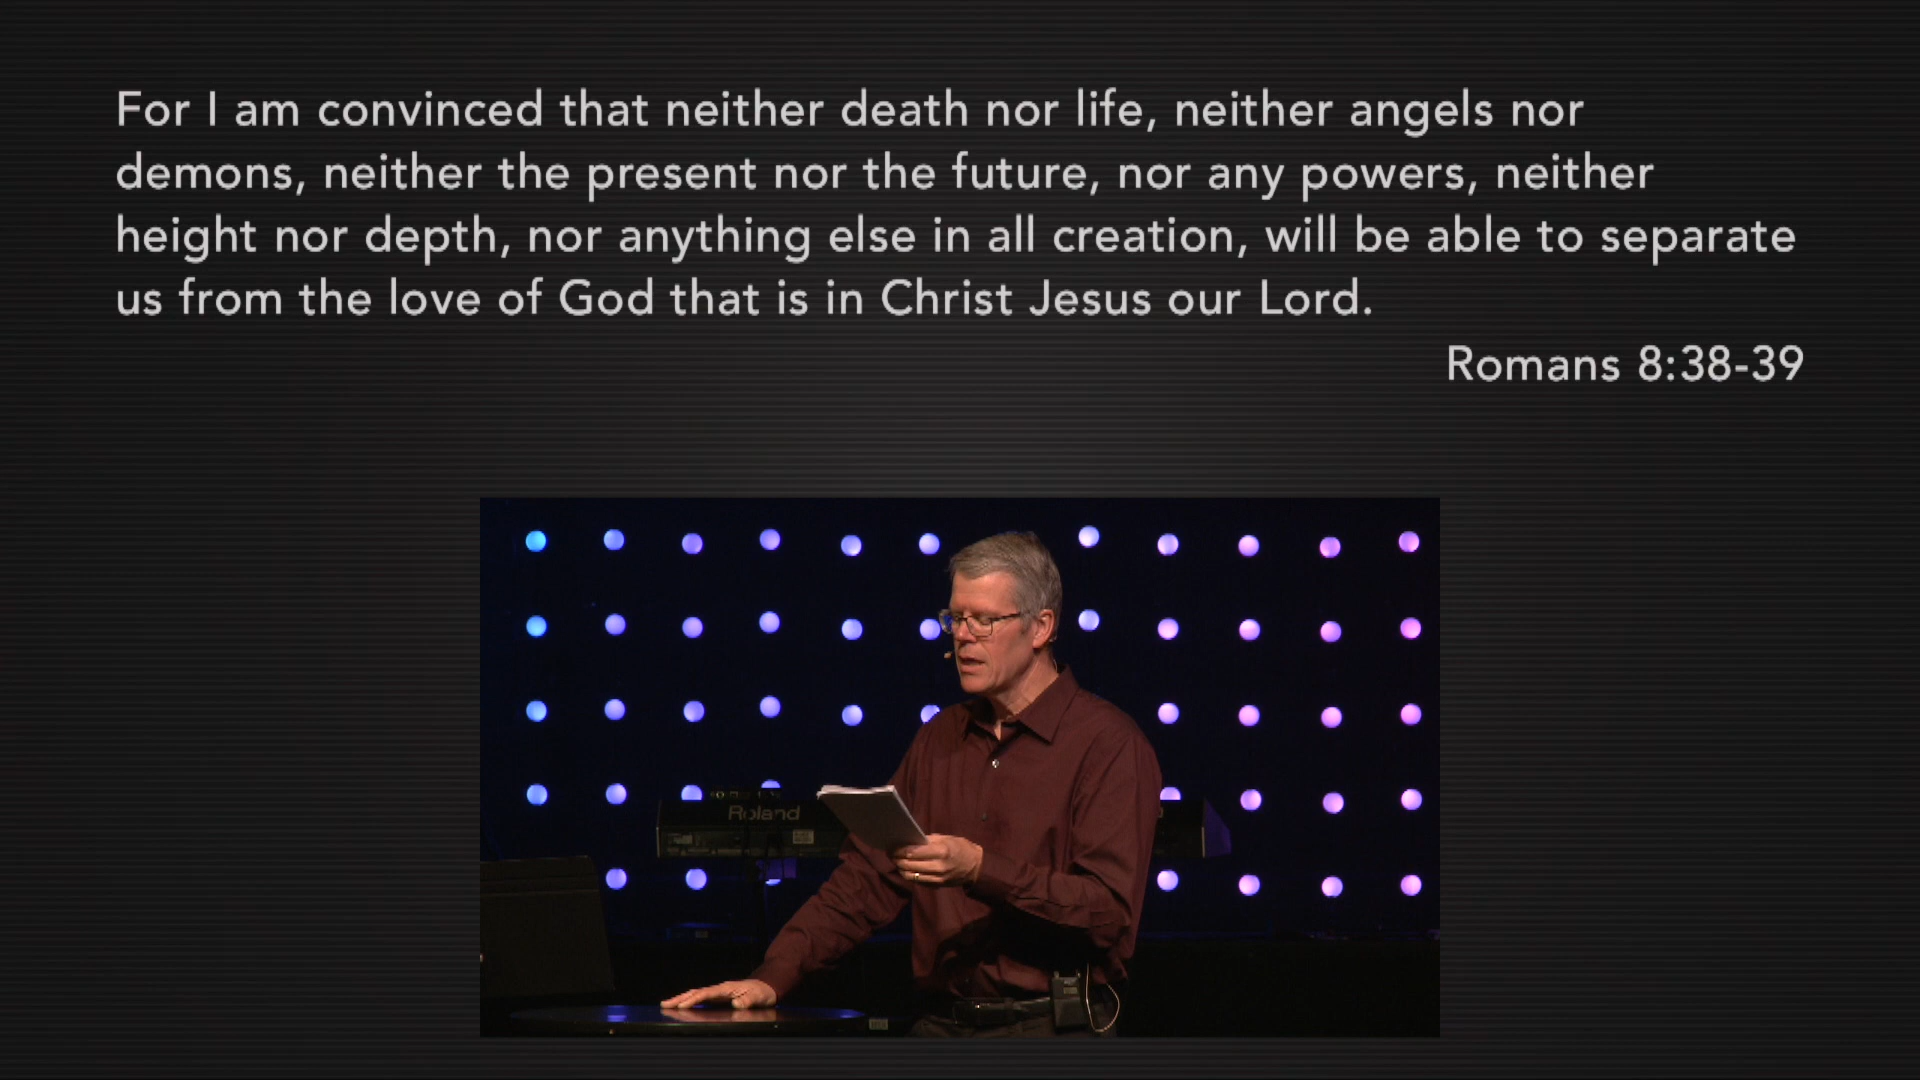 For I am convinced that neither death nor life, neither angels nor
demons, neither the present nor the future, nor any powers, neither
height nor depth, nor anything else in all creation, will be able to separate
us from the love of God that is in Christ Jesus our Lord.
Romans 8:38-39
Roland